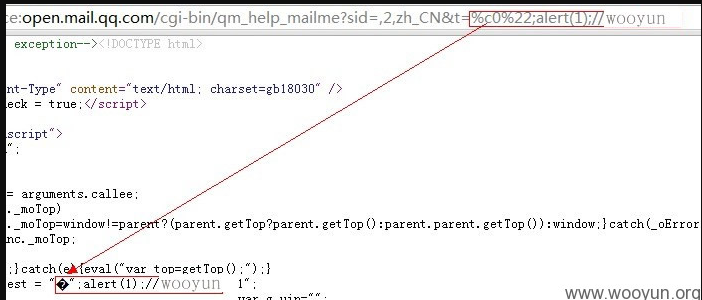 ce:open.mail.qq.com/cgi-bin/qm_help_mailme?sid=,2,zh_CN&t=%c0%22;alert(1);//wooyun
exception--><!DOCTYPE html>
nt-Type" content="text/html; charset=gb18030" />
eck = true;</script>
script">
";
= arguments.callee;
._moTop)
._moTop=window!=parent?(parent.getTop?parent.getTop():parent.parent.getTop()):window;}catch(_oError
nc._moTop;
;}catch(e){eval("var top=getTop();");}
est = "�";alert(1);//wooyun 1";
var g_uin="";
www.wooyun.org